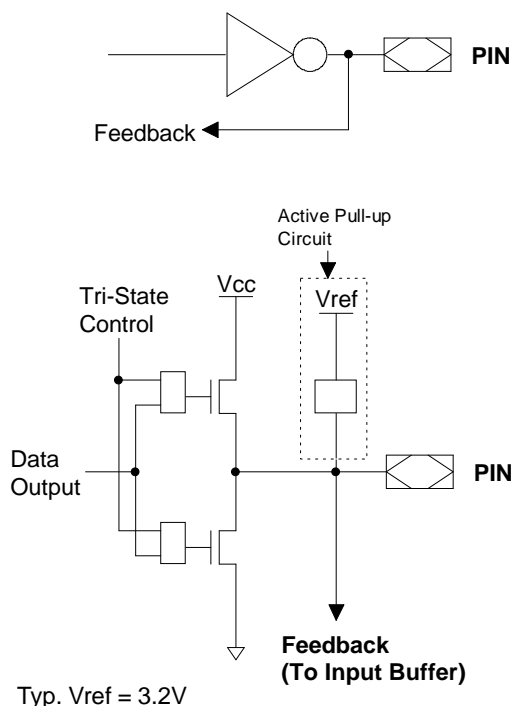 PIN
Feedback
Active Pull-up
Circuit
Vcc
Vref
Tri-State
Control
Data
Output
PIN
Feedback
(To Input Buffer)
Typ. Vref = 3.2V